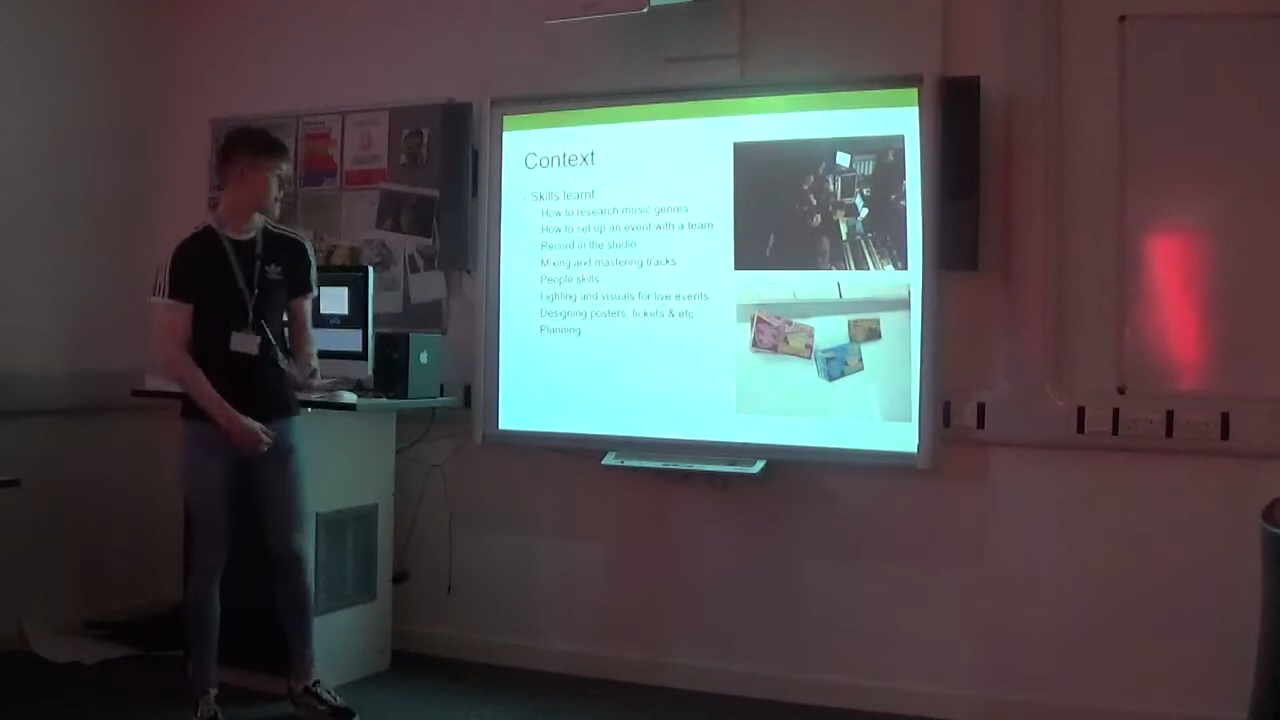 Context
Skills learnt
How to research music genres
How to set up an event with a team
Record in the studio
Mixing and mastering tracks
People skills
Lighting and visuals for live events
Designing posters, tickets & etc
Planning